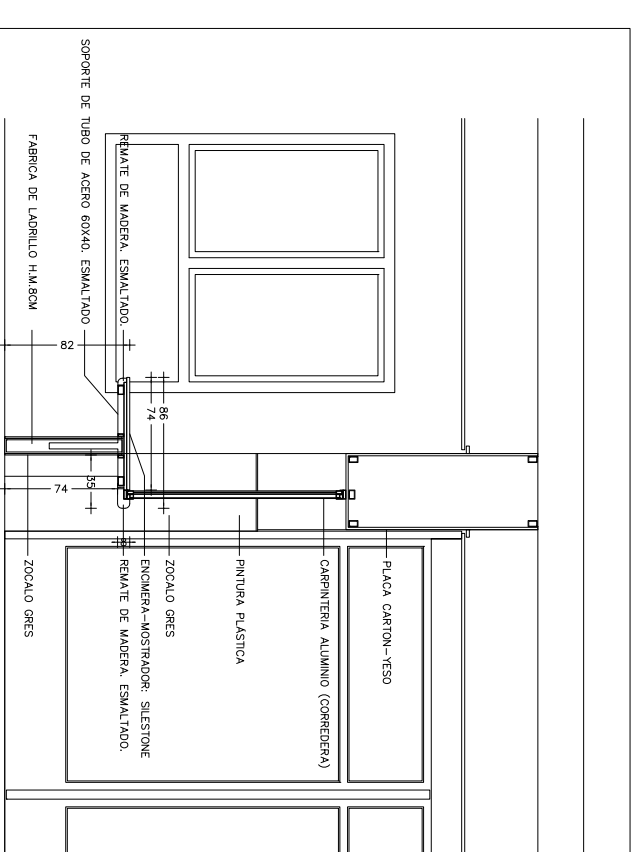 PLACA CARTON-YESO
CARPINTERIA ALUMINIO (CORREDERA)
PINTURA PLÁSTICA
ZOCALO GRES
86
74
ENCIMERA-MOSTRADOR: SILESTONE
REMATE DE MADERA. ESMALTADO.
REMATE DE MADERA. ESMALTADO.
8
35
SOPORTE DE TUBO DE ACERO 60X40. ESMALTADO
82
74
FABRICA DE LADRILLO H.M.8CM
ZOCALO GRES